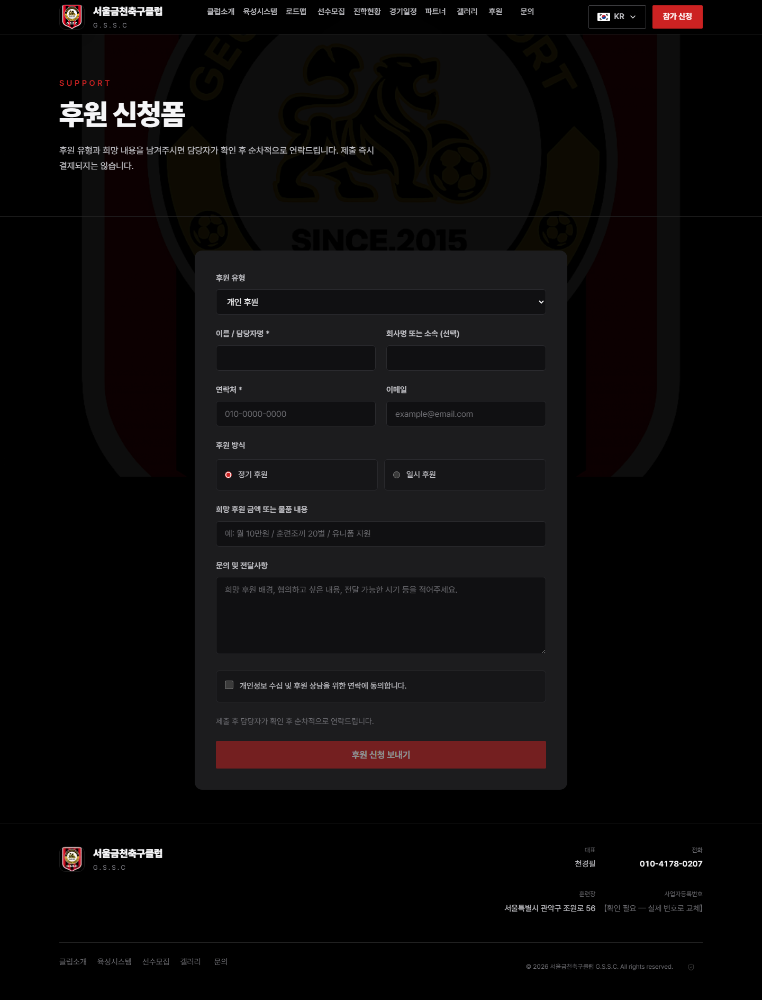 서울금천축구클럽
G.S.S.C
클럽소개 육성시스템 로드맵 선수모집 진학현황 경기일정 파트너 갤러리 후원 문의
KR
참가 신청
SUPPORT
후원 신청폼
후원 유형과 희망 내용을 남겨주시면 담당자가 확인 후 순차적으로 연락드립니다. 제출 즉시
결제되지는 않습니다.
SINCE.2015
후원 유형
개인 후원
이름 / 담당자명 * 회사명 또는 소속 (선택)
연락처 * 이메일
010-0000-0000 example@email.com
후원 방식
정기 후원 일시 후원
희망 후원 금액 또는 물품 내용
예: 월 10만원 / 훈련조끼 20벌 / 유니폼 지원
문의 및 전달사항
희망 후원 배경, 협의하고 싶은 내용, 전달 가능한 시기 등을 적어주세요.
개인정보 수집 및 후원 상담을 위한 연락에 동의합니다.
제출 후 담당자가 확인 후 순차적으로 연락드립니다.
후원 신청 보내기
서울금천축구클럽
G.S.S.C
대표 전화
천경필 010-4178-0207
훈련장 사업자등록번호
서울특별시 관악구 조원로 56 【확인 필요 — 실제 번호로 교체】
클럽소개 육성시스템 선수모집 갤러리 문의
© 2026 서울금천축구클럽 G.S.S.C. All rights reserved.